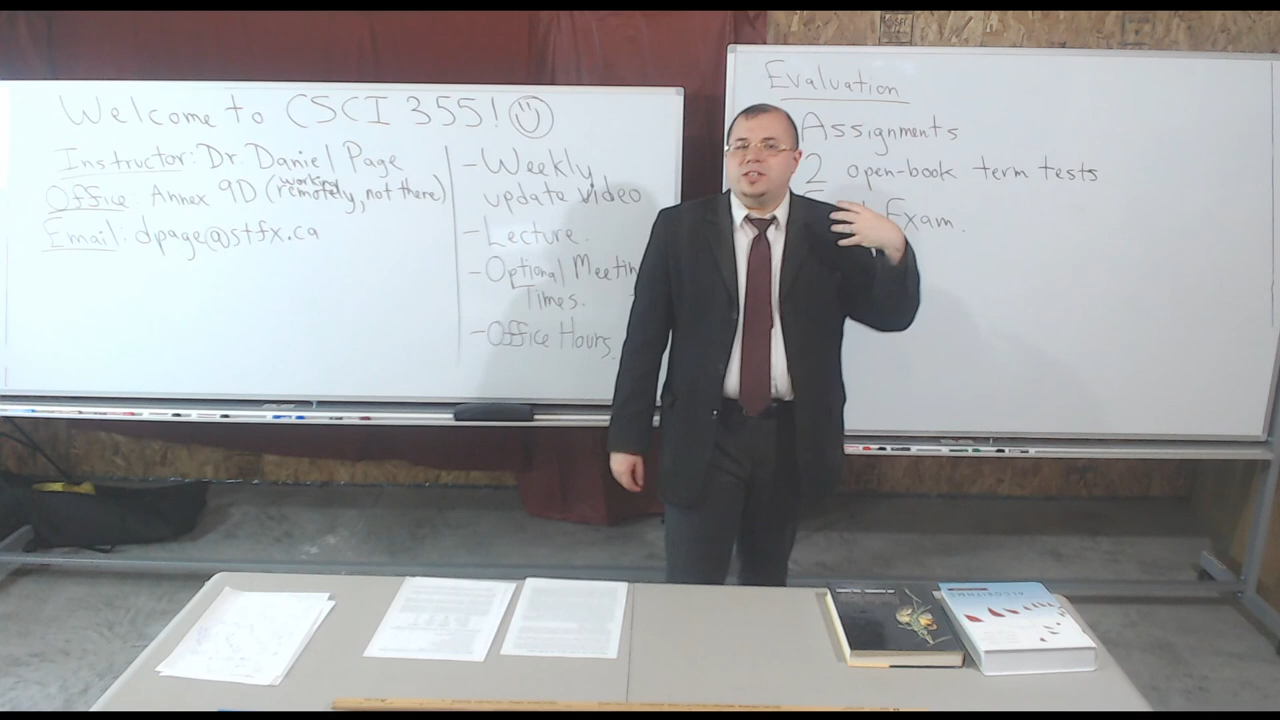 Welcome to CSCI 355!
Instructor: Dr. Daniel Page
Office: Annex 9D (working remotely, not there)
Email: dpage@stfx.ca
- Weekly
update video
- Lecture.
- Optional Meetin
Times.
- Office Hours.
Evaluation
Assignments
2 open-book term tests
Exam.
ALGORITHMS